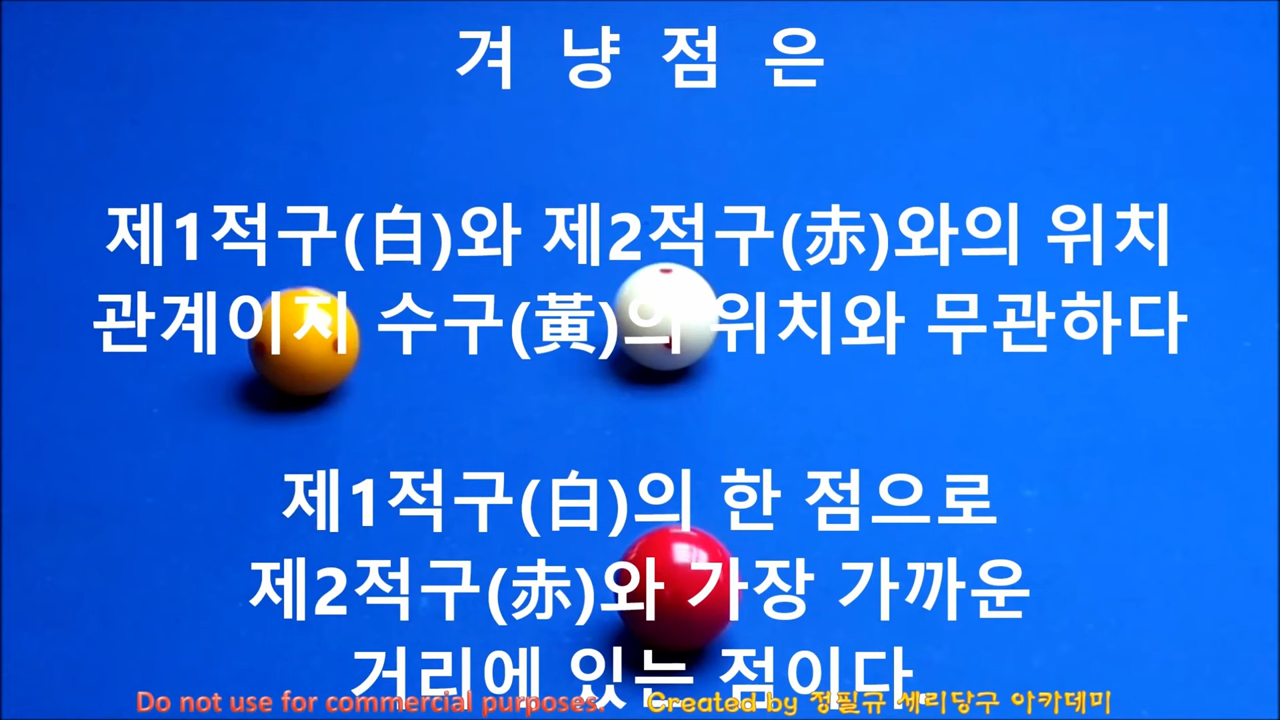 겨 냥 점 은
제1적구(白)와 제2적구(赤)와의 위치
관계이지 수구(黃)의 위치와 무관하다
제1적구(白)의 한 점으로
제2적구(赤)와 가장 가까운
거리에 있는 점이다.
Do not use for commercial purposes. Created by 정필규 세리당구 아카데미